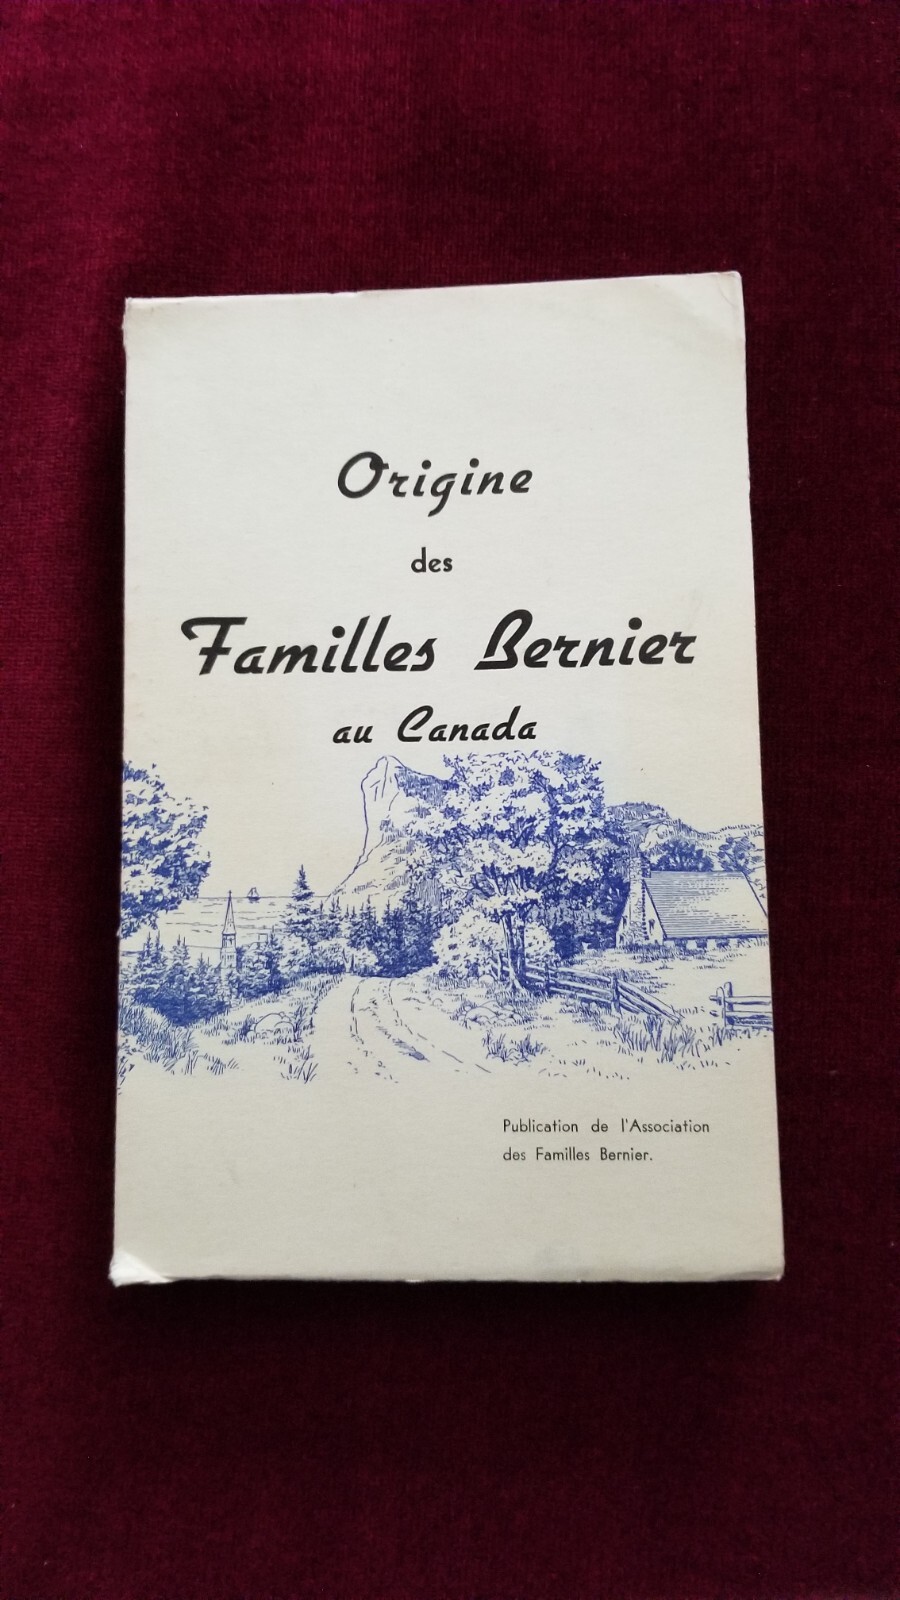 Origine
des
Familles Bernier
au Canada
Publication de l'Association
des Familles Bernier.